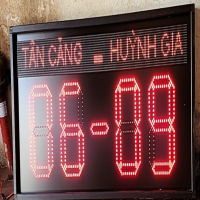 TÂN CẢNG = HUỲNH GIA
06-09